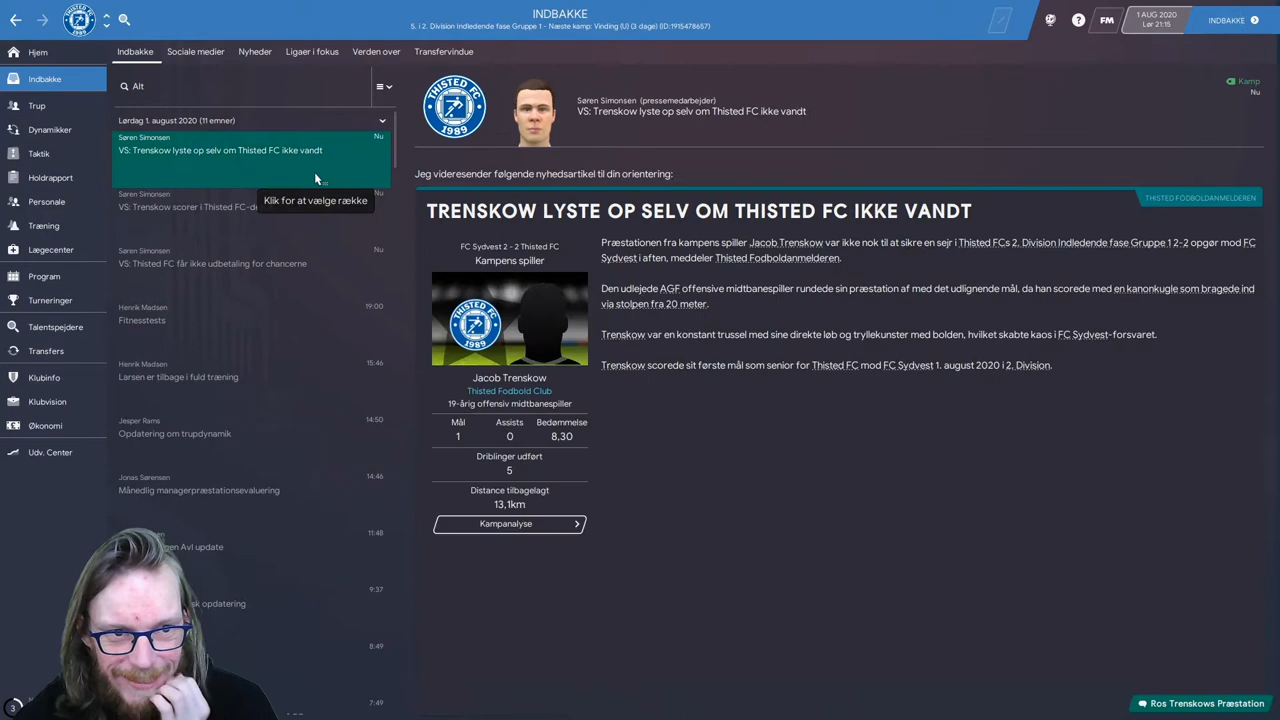 INDBAKKE
5. i 2. Division Indledende fase Gruppe 1 - Næste kamp: Vinding (U) (3 dage) (ID:1915478657)
FM
1 AUG 2020
Lør 21:15
INDBAKKE
Hjem
Indbakke
Trup
Dynamikker
Taktik
Holdrapport
Personale
Træning
Lægecenter
Program
Turneringer
Talentspejdere
Transfers
Klubinfo
Klubvision
Økonomi
Udv. Center
3
Indbakke
Sociale medier
Nyheder
Ligaer i fokus
Verden over
Transfervindue
Alt
Lørdag 1. august 2020 (11 emner)
Søren Simonsen
Nu
VS: Trenskow lyste op selv om Thisted FC ikke vandt
Klik for at vælge række
Søren Simonsen
Nu
VS: Trenskow scorer i Thisted FC-de
Søren Simonsen
Nu
VS: Thisted FC får ikke udbetaling for chancerne
Henrik Madsen
19:00
Fitnesstests
Henrik Madsen
15:46
Larsen er tilbage i fuld træning
Jesper Rams
14:50
Opdatering om trupdynamik
Jonas Sørensen
14:46
Månedlig managerpræstationsevaluering
11:48
en Avl update
9:37
sk opdatering
8:49
7:49
THISTED FC
1989
Søren Simonsen (pressemedarbejder)
VS: Trenskow lyste op selv om Thisted FC ikke vandt
Kamp
Nu
Jeg videresender følgende nyhedsartikel til din orientering:
THISTED FODBOLDANMELDEREN
TRENSKOW LYSTE OP SELV OM THISTED FC IKKE VANDT
FC Sydvest 2 - 2 Thisted FC
Kampens spiller
THISTED FC
1989
Jacob Trenskow
Thisted Fodbold Club
19-årig offensiv midtbanespiller
Mål
Assists
Bedømmelse
1
0
8,30
Driblinger udført
5
Distance tilbagelagt
13,1km
Kampanalyse
Præstationen fra kampens spiller Jacob Trenskow var ikke nok til at sikre en sejr i Thisted FCs 2. Division Indledende fase Gruppe 1 2-2 opgør mod FC
Sydvest i aften, meddeler Thisted Fodboldanmelderen.
Den udlejede AGF offensive midtbanespiller rundede sin præstation af med det udlignende mål, da han scorede med en kanonkugle som bragede ind
via stolpen fra 20 meter.
Trenskow var en konstant trussel med sine direkte løb og tryllekunster med bolden, hvilket skabte kaos i FC Sydvest-forsvaret.
Trenskow scorede sit første mål som senior for Thisted FC mod FC Sydvest 1. august 2020 i 2. Division.
Ros Trenskows Præstation